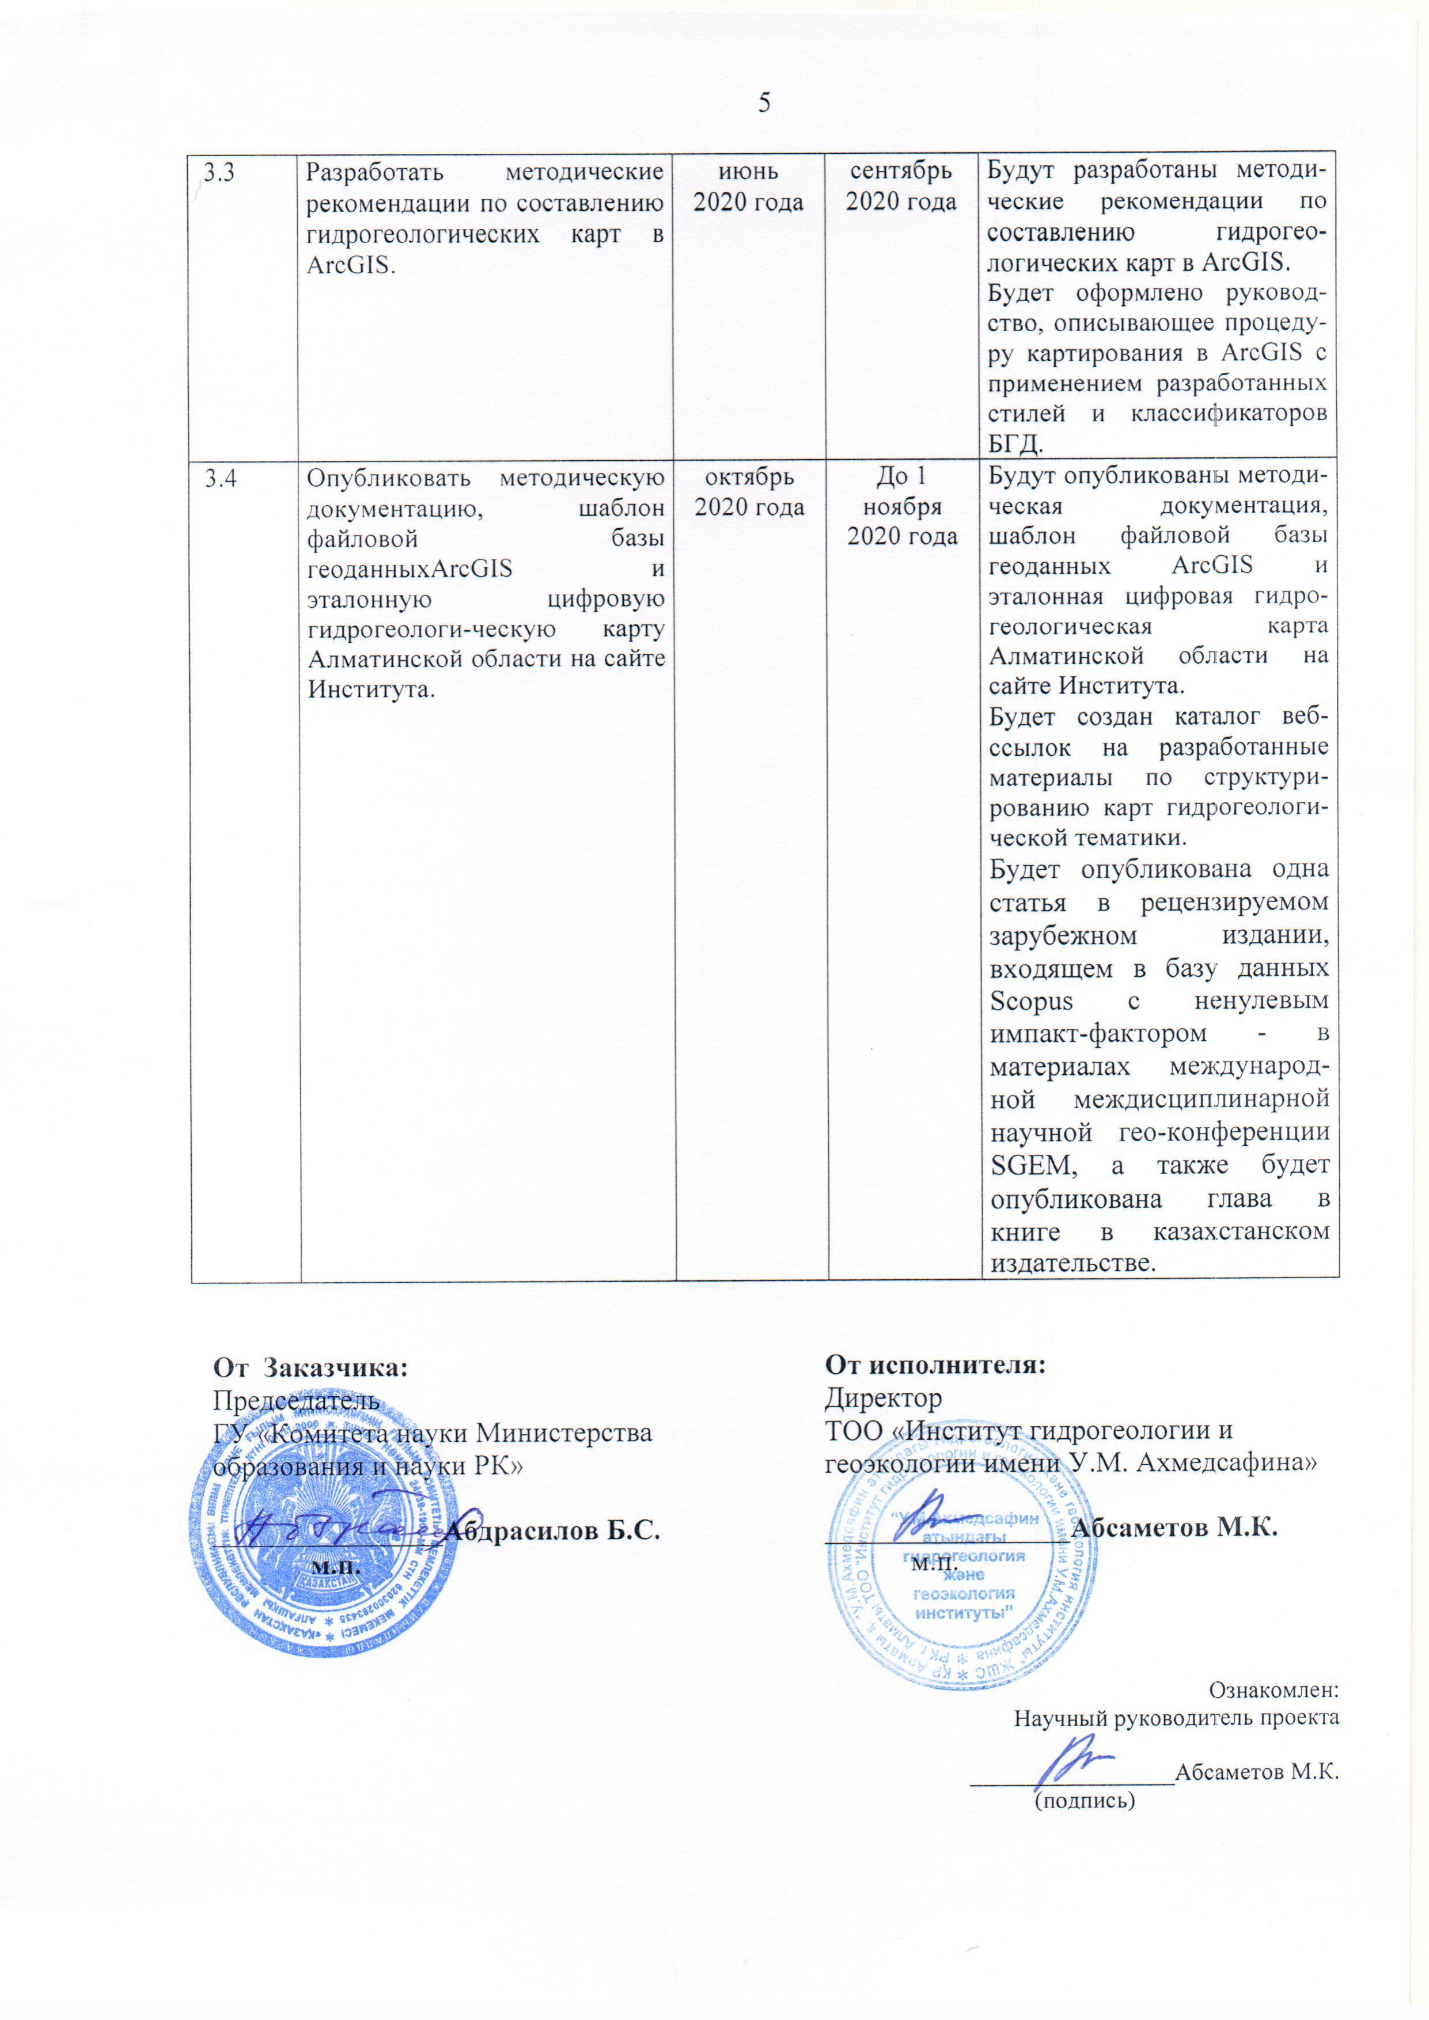 5
3.3
Разработать методические
рекомендации по составлению
гидрогеологических карт в
ArcGIS.
июнь
2020 года
сентябрь
2020 года
Будут разработаны методи-
ческие рекомендации по
составлению гидрогео-
логических карт в ArcGIS.
Будет оформлено руковод-
ство, описывающее процеду-
ру картирования в ArcGIS с
применением разработанных
стилей и классификаторов
БГД.
3.4
Опубликовать методическую
документацию, шаблон
файловой базы
геоданныхArcGIS и
эталонную цифровую
гидрогеологи-ческую карту
Алматинской области на сайте
Института.
октябрь
2020 года
До 1
ноября
2020 года
Будут опубликованы методи-
ческая документация,
шаблон файловой базы
геоданных ArcGIS и
эталонная цифровая гидро-
геологическая карта
Алматинской области на
сайте Института.
Будет создан каталог веб-
ссылок на разработанные
материалы по структури-
рованию карт гидрогеологи-
ческой тематики.
Будет опубликована одна
статья в рецензируемом
зарубежном издании,
входящем в базу данных
Scopus с ненулевым
импакт-фактором - в
материалах международ-
ной междисциплинарной
научной гео-конференции
SGEM, а также будет
опубликована глава в
книге в казахстанском
издательстве.
От Заказчика:
Председатель
ГУ «Комитета науки Министерства
образования и науки РК»
Абдрасилов Б.С.
м.п.
ҚАЗАҚСТАН
От исполнителя:
Директор
ТОО «Институт гидрогеологии и
геоэкологии имени У.М. Ахмедсафина»
Абсаметов М.К.
м.п.
"У.М.Ахмедсафин
атындағы
гидрогеология
және
геоэкология
институты"
Ознакомлен:
Научный руководитель проекта
Абсаметов М.К.
(подпись)